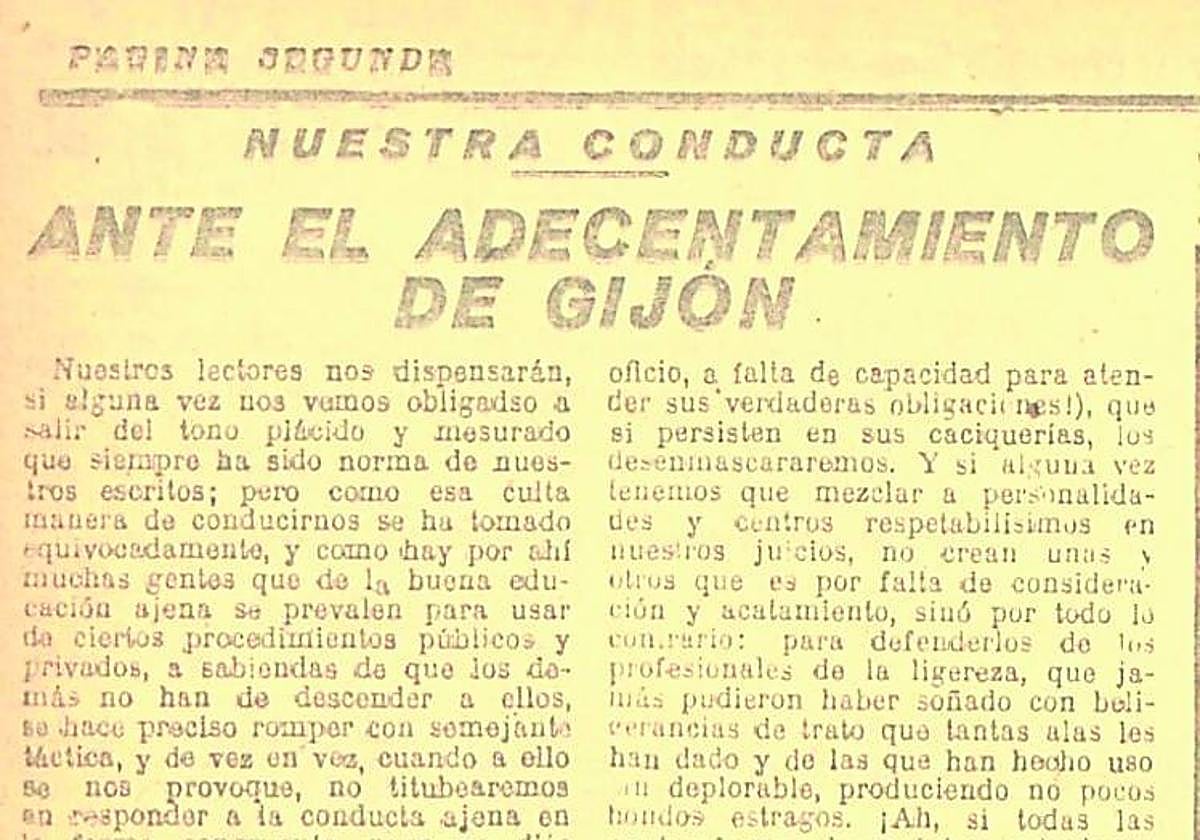 PAGINA SEGUNDA
NUESTRA CONDUCTA
ANTE EL ADECENTAMIENTO
DE GIJÓN
Nuestros lectores nos dispensarán,
si alguna vez nos vemos obligadso a
salir del tono plácido y mesurado
que siempre ha sido norma de nues-
tros escritos; pero como esa culta
manera de conducirnos se ha tomado
equivocadamente, y como hay por ahí
muchas gentes que de la buena edu-
cación ajena se prevalen para usar
de ciertos procedimientos públicos y
privados, a sabiendas de que los de-
más no han de descender a ellos,
se hace preciso romper con semejante
táctica, y de vez en vez, cuando a ello
se nos provoque, no titubearemos
en responder a la conducta ajena en
oficio, a falta de capacidad para aten-
der sus verdaderas obligaciones!), que
si persisten en sus caciquerías, los
desenmascararemos. Y si alguna vez
tenemos que mezclar a personalida-
des y centros respetabilísimos en
nuestros juicios, no crean unas y
otros que es por falta de considera-
ción y acatamiento, sinó por todo lo
contrario: para defenderlos de los
profesionales de la ligereza, que ja-
más pudieron haber soñado con beli-
cerancias de trato que tantas alas les
han dado y de las que han hecho uso
deplorable, produciendo no pocos
hondos estragos. ¡Ah, si todas las